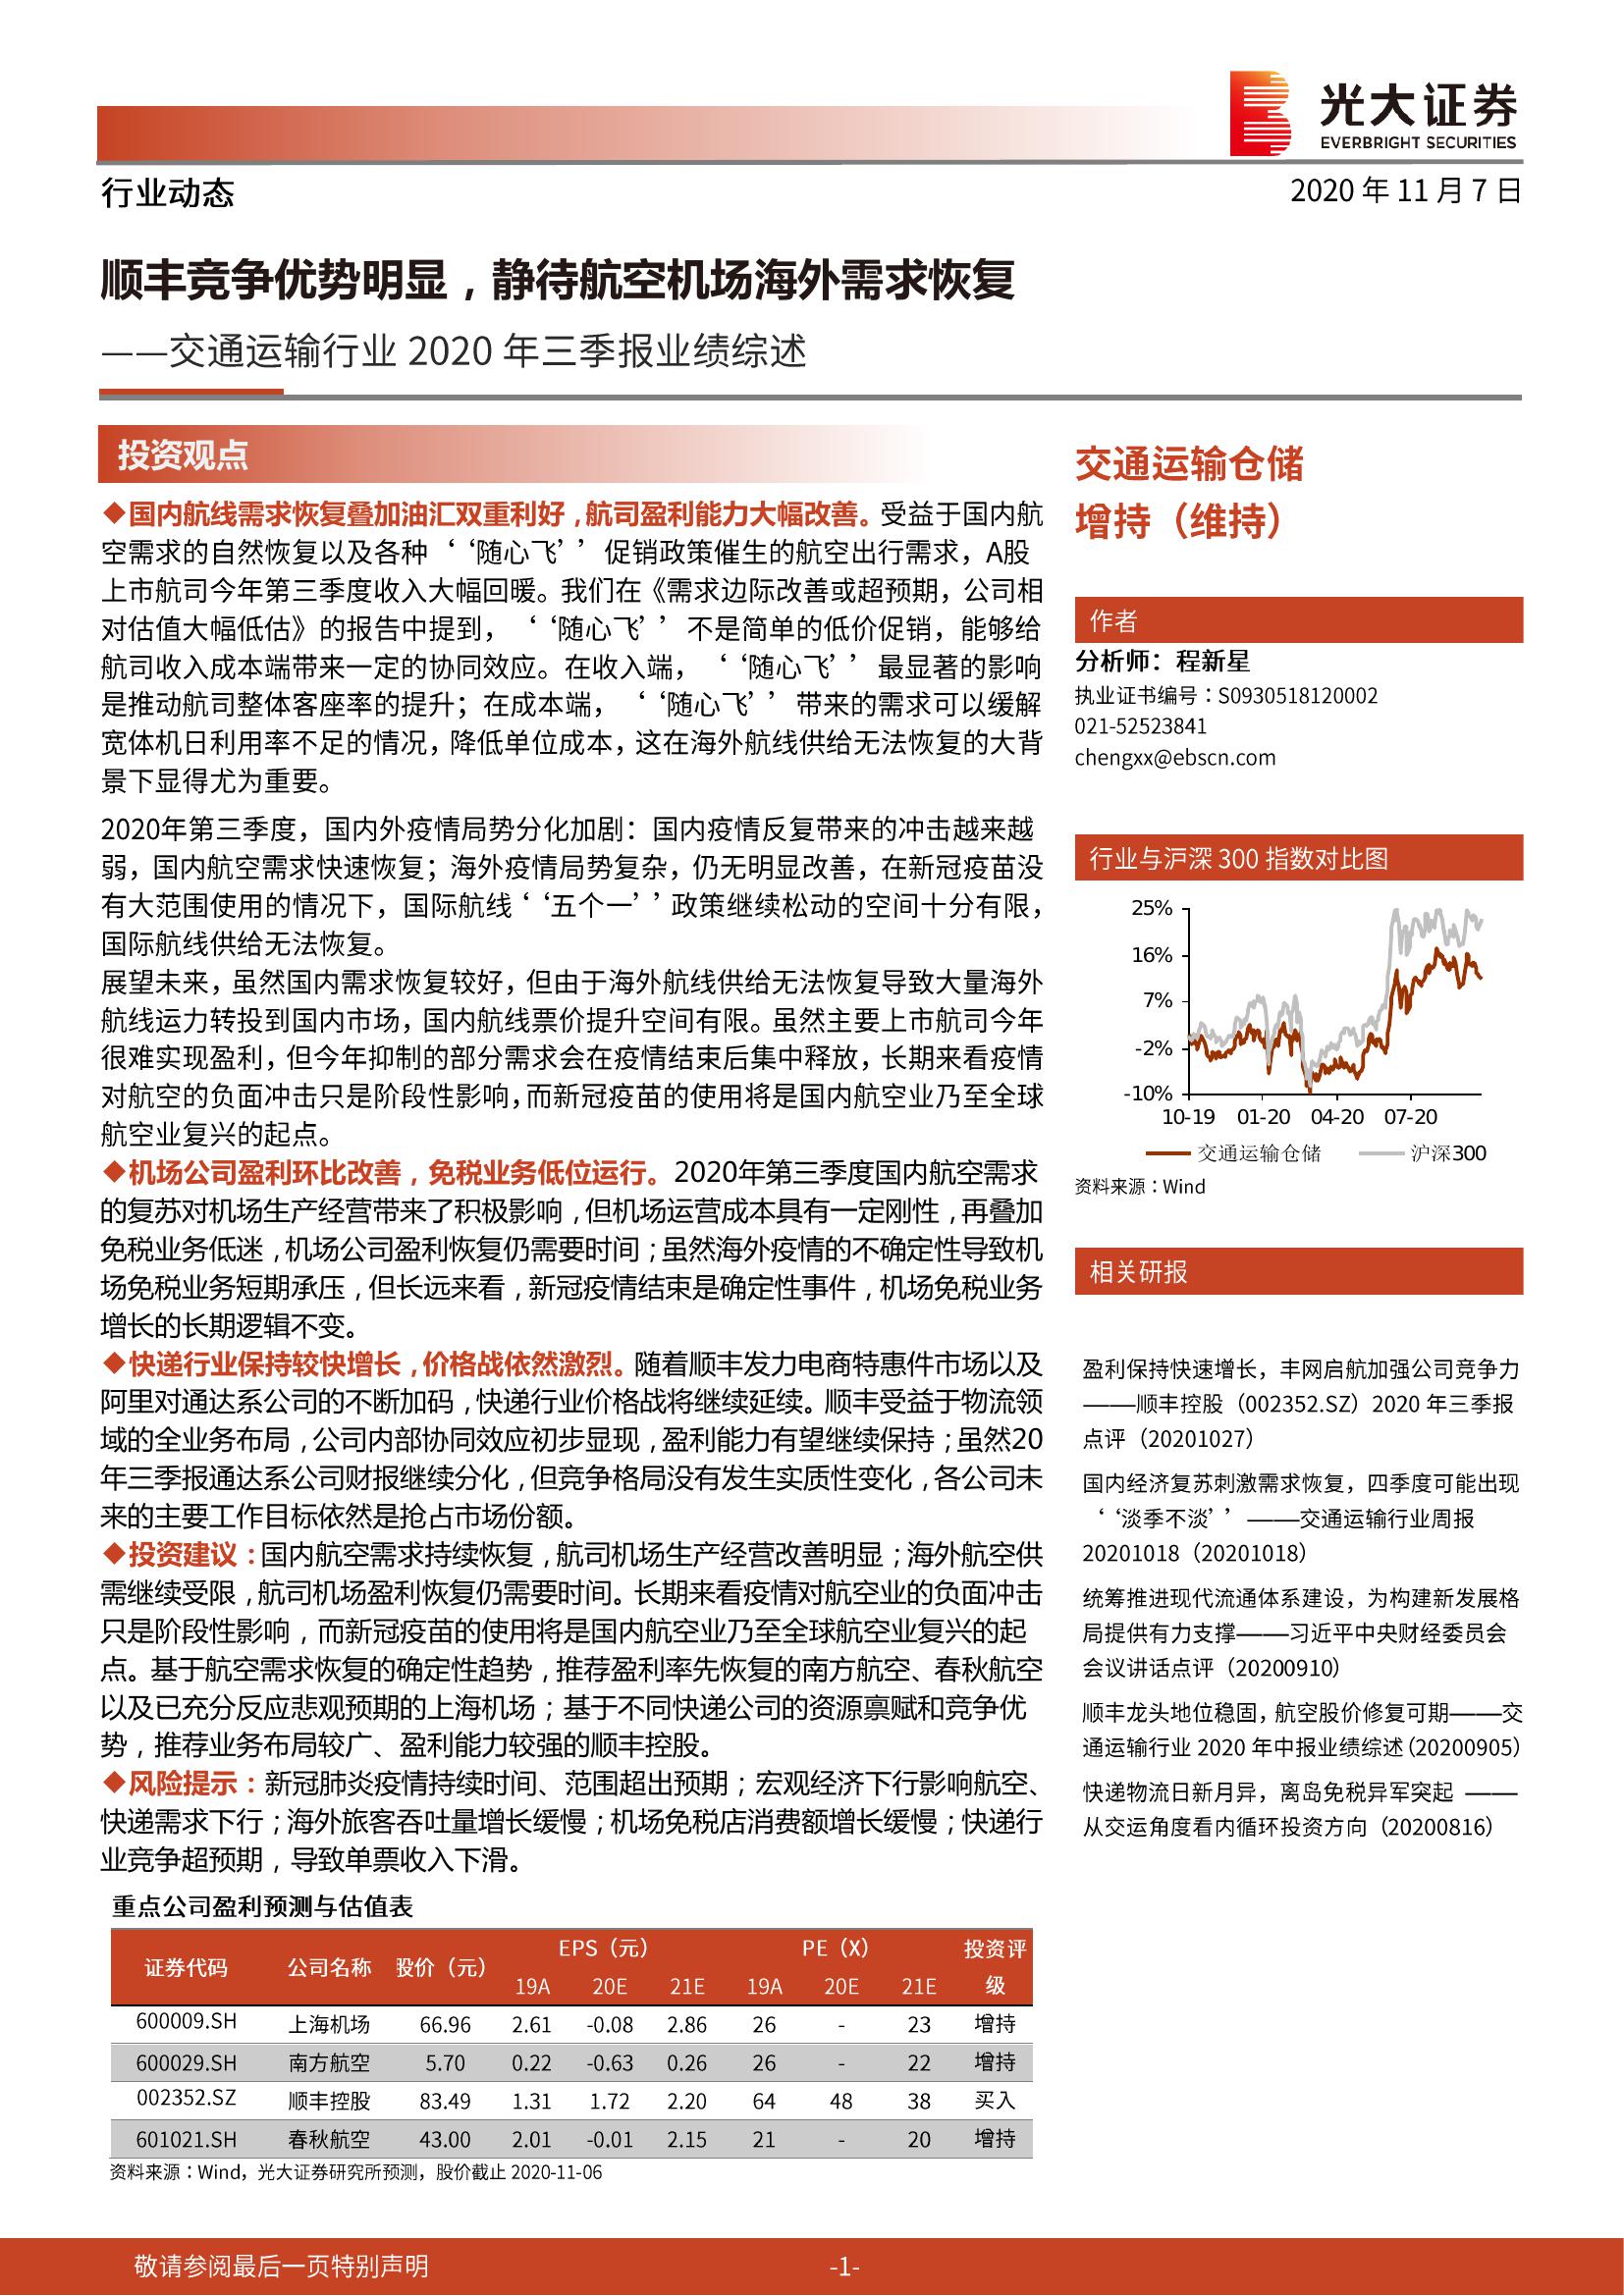 光大证券
EVERBRIGHT SECURITIES
行业动态
2020 年 11 月 7 日
顺丰竞争优势明显，静待航空机场海外需求恢复
——交通运输行业 2020 年三季报业绩综述
投资观点
◆国内航线需求恢复叠加油汇双重利好，航司盈利能力大幅改善。受益于国内航
空需求的自然恢复以及各种‘‘随心飞’’促销政策催生的航空出行需求，A股
上市航司今年第三季度收入大幅回暖。我们在《需求边际改善或超预期，公司相
对估值大幅低估》的报告中提到，‘‘随心飞’’不是简单的低价促销，能够给
航司收入成本端带来一定的协同效应。在收入端，‘‘随心飞’’最显著的影响
是推动航司整体客座率的提升；在成本端，‘‘随心飞’’带来的需求可以缓解
宽体机日利用率不足的情况，降低单位成本，这在海外航线供给无法恢复的大背
景下显得尤为重要。
2020年第三季度，国内外疫情局势分化加剧：国内疫情反复带来的冲击越来越
弱，国内航空需求快速恢复；海外疫情局势复杂，仍无明显改善，在新冠疫苗没
有大范围使用的情况下，国际航线‘‘五个一’’政策继续松动的空间十分有限，
国际航线供给无法恢复。
展望未来，虽然国内需求恢复较好，但由于海外航线供给无法恢复导致大量海外
航线运力转投到国内市场，国内航线票价提升空间有限。虽然主要上市航司今年
很难实现盈利，但今年抑制的部分需求会在疫情结束后集中释放，长期来看疫情
对航空的负面冲击只是阶段性影响，而新冠疫苗的使用将是国内航空业乃至全球
航空业复兴的起点。
◆机场公司盈利环比改善，免税业务低位运行。2020年第三季度国内航空需求
的复苏对机场生产经营带来了积极影响，但机场运营成本具有一定刚性，再叠加
免税业务低迷，机场公司盈利恢复仍需要时间；虽然海外疫情的不确定性导致机
场免税业务短期承压，但长远来看，新冠疫情结束是确定性事件，机场免税业务
增长的长期逻辑不变。
◆快递行业保持较快增长，价格战依然激烈。随着顺丰发力电商特惠件市场以及
阿里对通达系公司的不断加码，快递行业价格战将继续延续。顺丰受益于物流领
域的全业务布局，公司内部协同效应初步显现，盈利能力有望继续保持；虽然20
年三季报通达系公司财报继续分化，但竞争格局没有发生实质性变化，各公司未
来的主要工作目标依然是抢占市场份额。
◆投资建议：国内航空需求持续恢复，航司机场生产经营改善明显；海外航空供
需继续受限，航司机场盈利恢复仍需要时间。长期来看疫情对航空业的负面冲击
只是阶段性影响，而新冠疫苗的使用将是国内航空业乃至全球航空业复兴的起
点。基于航空需求恢复的确定性趋势，推荐盈利率先恢复的南方航空、春秋航空
以及已充分反应悲观预期的上海机场；基于不同快递公司的资源禀赋和竞争优
势，推荐业务布局较广、盈利能力较强的顺丰控股。
◆风险提示：新冠肺炎疫情持续时间、范围超出预期；宏观经济下行影响航空、
快递需求下行；海外旅客吞吐量增长缓慢；机场免税店消费额增长缓慢；快递行
业竞争超预期，导致单票收入下滑。
重点公司盈利预测与估值表
证券代码 公司名称 股价（元） EPS（元） PE（X） 投资评级
19A 20E 21E 19A 20E 21E
600009.SH 上海机场 66.96 2.61 -0.08 2.86 26 - 23 增持
600029.SH 南方航空 5.70 0.22 -0.63 0.26 26 - 22 增持
002352.SZ 顺丰控股 83.49 1.31 1.72 2.20 64 48 38 买入
601021.SH 春秋航空 43.00 2.01 -0.01 2.15 21 - 20 增持
资料来源：Wind，光大证券研究所预测，股价截止 2020-11-06
交通运输仓储
增持（维持）
作者
分析师：程新星
执业证书编号：S0930518120002
021-52523841
chengxx@ebscn.com
行业与沪深 300 指数对比图
25%
16%
7%
-2%
-10%
10-19 01-20 04-20 07-20
交通运输仓储 沪深300
资料来源：Wind
相关研报
盈利保持快速增长，丰网启航加强公司竞争力
——顺丰控股（002352.SZ）2020 年三季报
点评（20201027）
国内经济复苏刺激需求恢复，四季度可能出现
‘‘淡季不淡’’——交通运输行业周报
20201018（20201018）
统筹推进现代流通体系建设，为构建新发展格
局提供有力支撑——习近平中央财经委员会
会议讲话点评（20200910）
顺丰龙头地位稳固，航空股价修复可期——交
通运输行业 2020 年中报业绩综述（20200905）
快递物流日新月异，离岛免税异军突起 ——
从交运角度看内循环投资方向（20200816）
敬请参阅最后一页特别声明
-1-